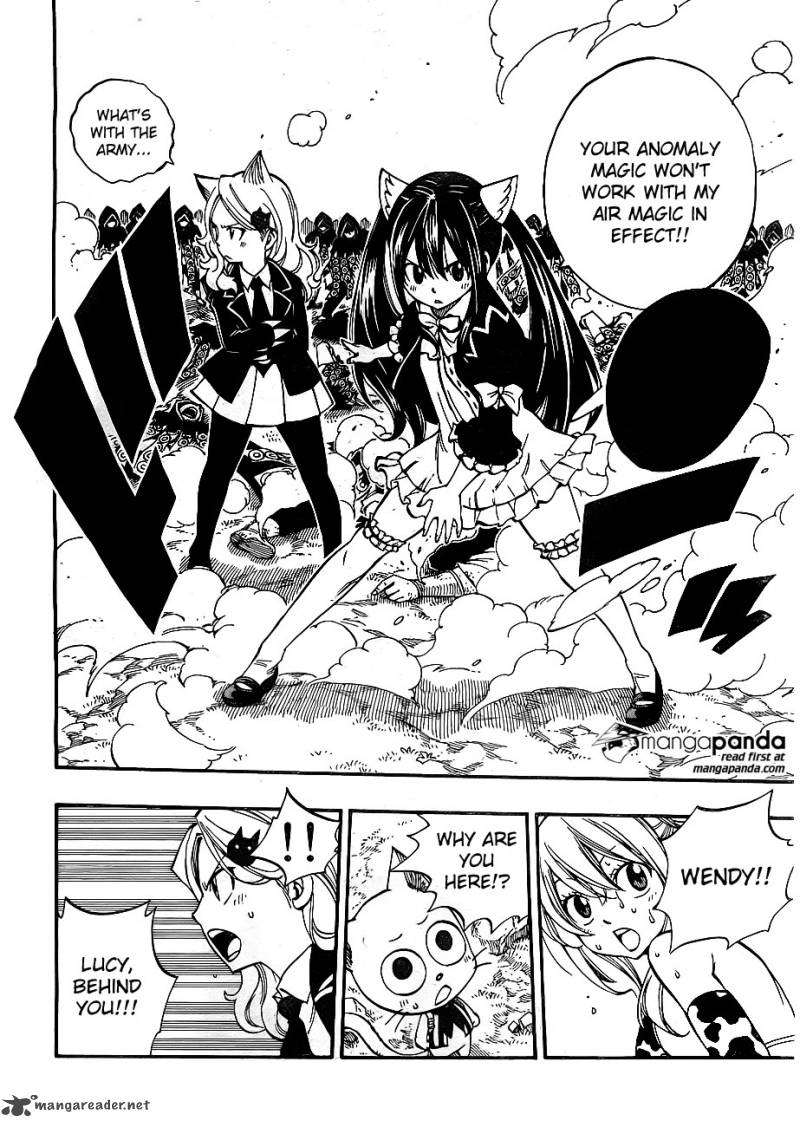 YOUR ANOMALY
MAGIC WON'T
WORK WITH MY
AIR MAGIC IN
EFFECT!!
WHAT'S
WITH THE
ARMY...
mangapanda
read first at
mangapanda.com
WENDY!!
WHY ARE
YOU
HERE!?
!!
LUCY,
BEHIND
YOU!!!
mangareader.net